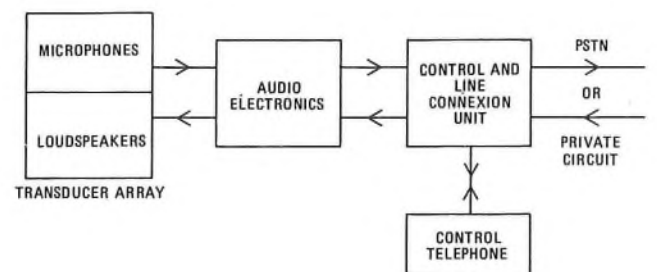 MICROPHONES
LOUDSPEAKERS
TRANSDUCER ARRAY
AUDIO
ELECTRONICS
CONTROL AND
LINE
CONNEXION
UNIT
PSTN
OR
PRIVATE
CIRCUIT
CONTROL
TELEPHONE